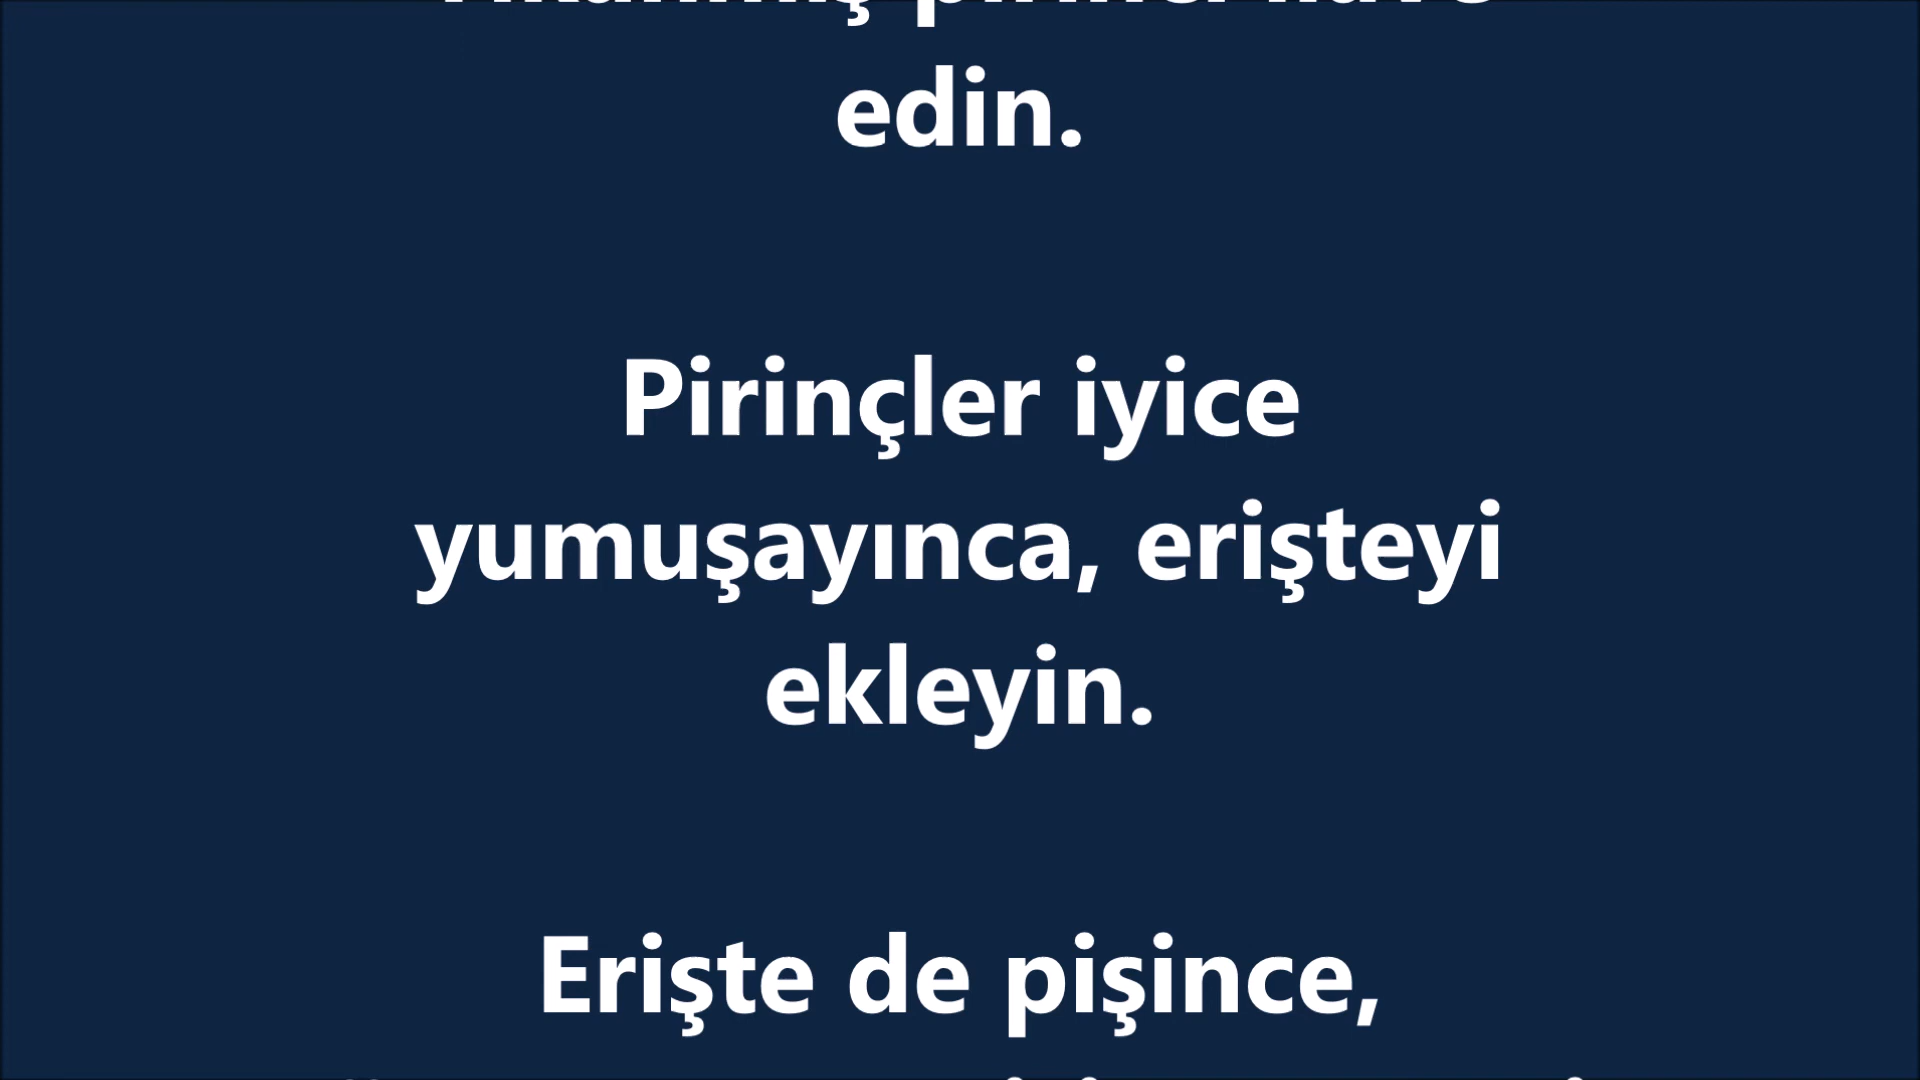 edin.
Pirinçler iyice
yumuşayınca, erişteyi
ekleyin.
Erişte de pişince,